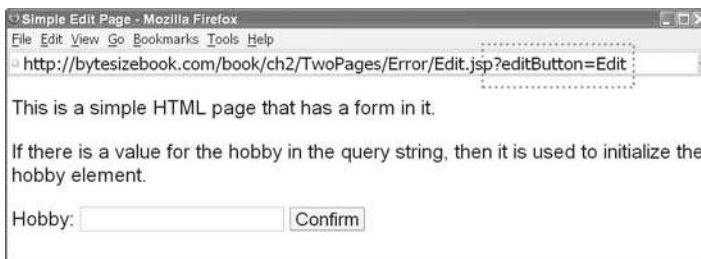 Simple Edit Page - Mozilla Firefox
File Edit View Go Bookmarks Tools Help
http://bytesizebook.com/book/ch2/TwoPages/Error/Edit.jsp?editButton=Edit
This is a simple HTML page that has a form in it.
If there is a value for the hobby in the query string, then it is used to initialize the
hobby element.
Hobby: Confirm